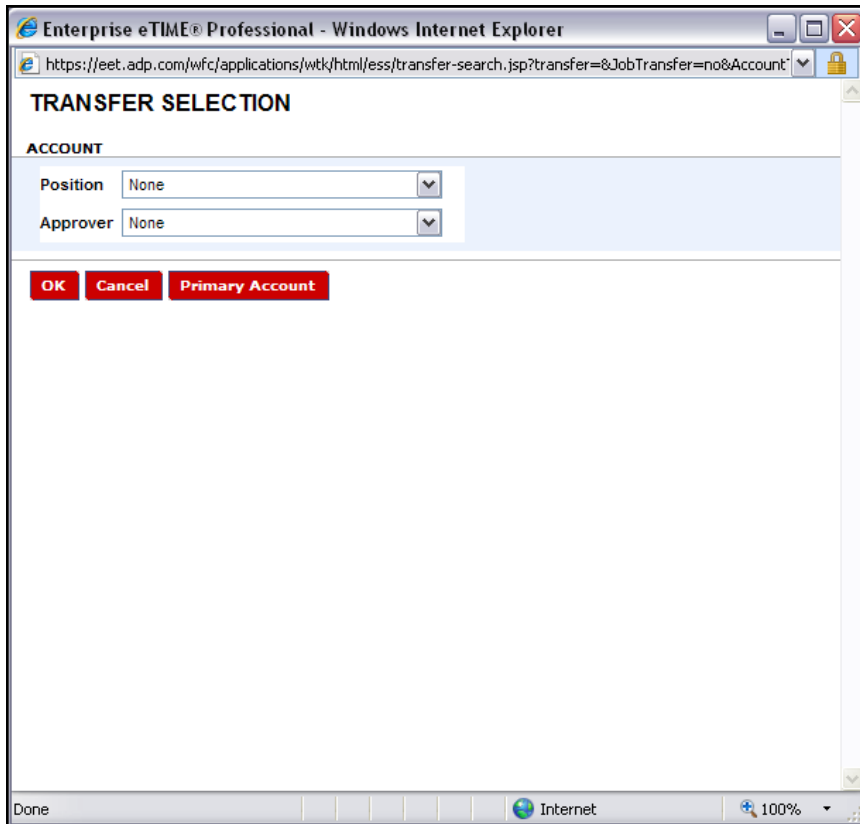 Enterprise eTIME® Professional - Windows Internet Explorer
https://eet.adp.com/wfc/applications/wtk/html/ess/transfer-search.jsp?transfer=&JobTransfer=no&Account
TRANSFER SELECTION
ACCOUNT
Position None
Approver None
OK Cancel Primary Account
Done Internet 100%